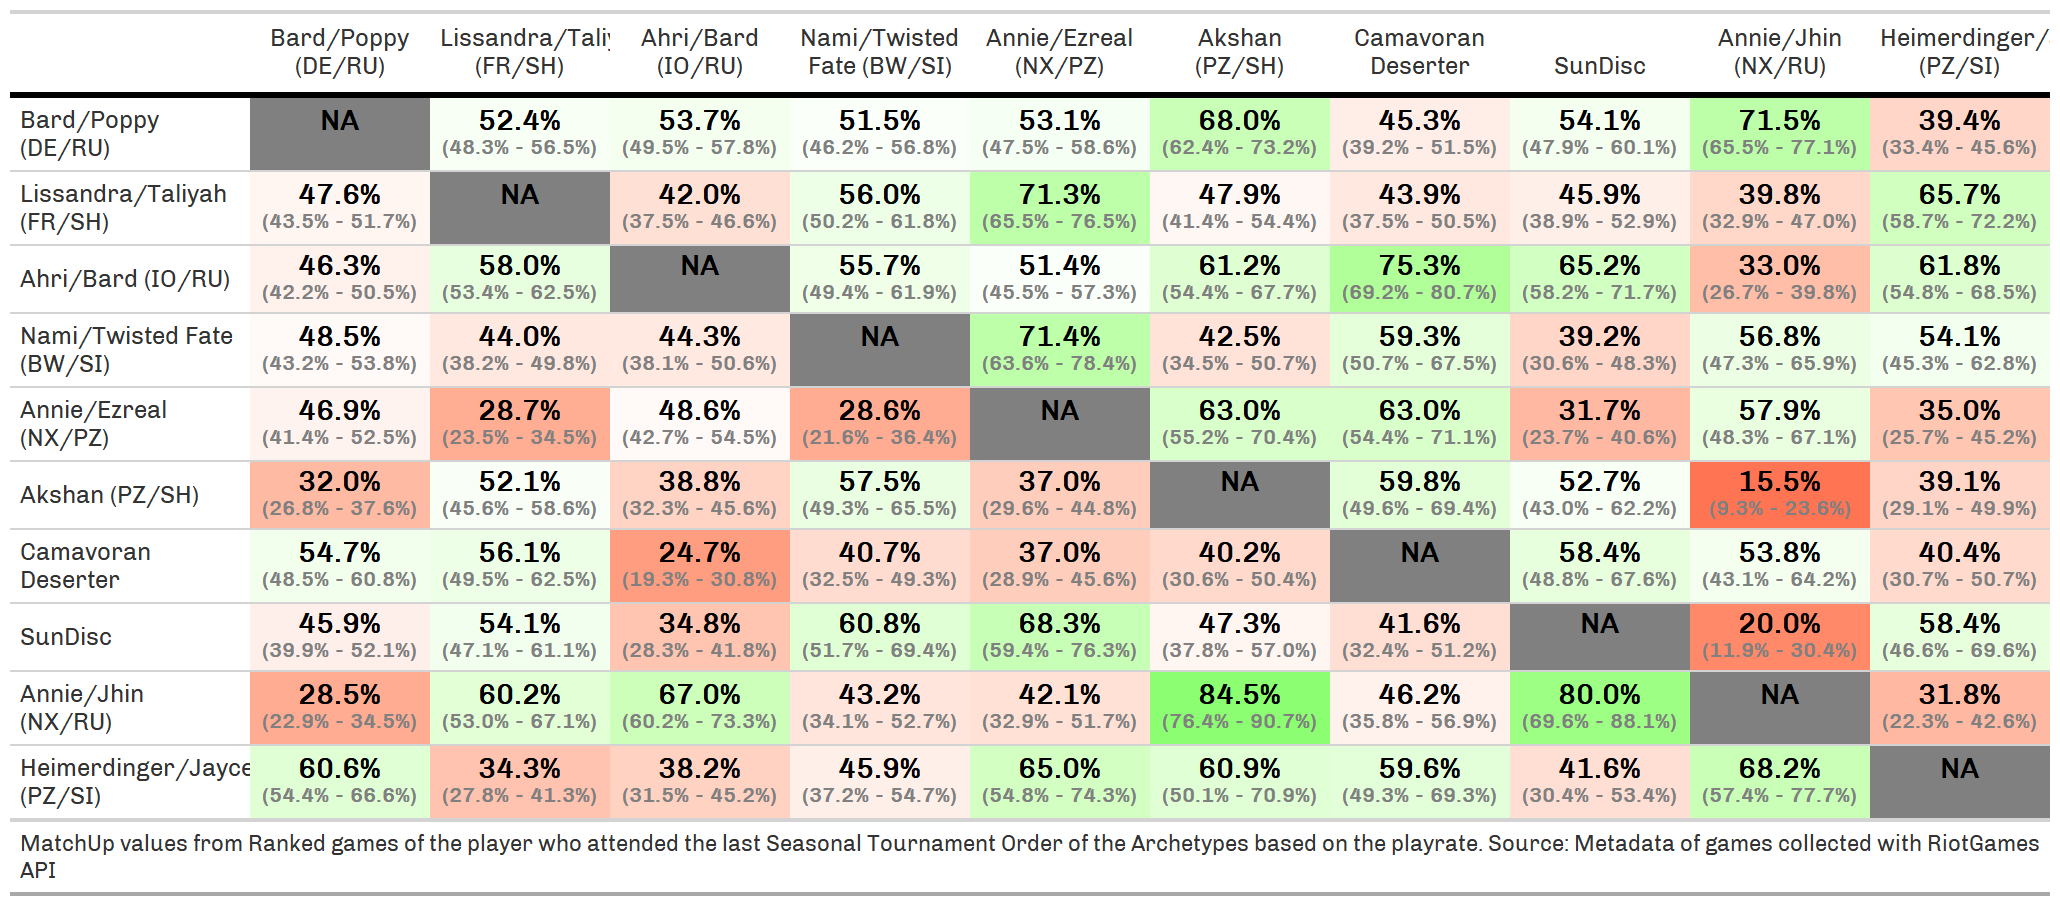 Bard/Poppy Lissandra/Taliy Ahri/Bard Nami/Twisted Annie/Ezreal Akshan Camavoran Annie/Jhin Heimerdinger/J
(DE/RU) (FR/SH) (IO/RU) Fate (BW/SI) (NX/PZ) (PZ/SH) Deserter SunDisc (NX/RU) (PZ/SI)
Bard/Poppy NA 52.4% 53.7% 51.5% 53.1% 68.0% 45.3% 54.1% 71.5% 39.4%
(DE/RU) (48.3% - 56.5%) (49.5% - 57.8%) (46.2% - 56.8%) (47.5% - 58.6%) (62.4% - 73.2%) (39.2% - 51.5%) (47.9% - 60.1%) (65.5% - 77.1%) (33.4% - 45.6%)
Lissandra/Taliyah 47.6% NA 42.0% 56.0% 71.3% 47.9% 43.9% 45.9% 39.8% 65.7%
(FR/SH) (43.5% - 51.7%) (37.5% - 46.6%) (50.2% - 61.8%) (65.5% - 76.5%) (41.4% - 54.4%) (37.5% - 50.5%) (38.9% - 52.9%) (32.9% - 47.0%) (58.7% - 72.2%)
Ahri/Bard (IO/RU) 46.3% 58.0% NA 55.7% 51.4% 61.2% 75.3% 65.2% 33.0% 61.8%
(42.2% - 50.5%) (53.4% - 62.5%) (49.4% - 61.9%) (45.5% - 57.3%) (54.4% - 67.7%) (69.2% - 80.7%) (58.2% - 71.7%) (26.7% - 39.8%) (54.8% - 68.5%)
Nami/Twisted Fate 48.5% 44.0% 44.3% NA 71.4% 42.5% 59.3% 39.2% 56.8% 54.1%
(BW/SI) (43.2% - 53.8%) (38.2% - 49.8%) (38.1% - 50.6%) (63.6% - 78.4%) (34.5% - 50.7%) (50.7% - 67.5%) (30.6% - 48.3%) (47.3% - 65.9%) (45.3% - 62.8%)
Annie/Ezreal 46.9% 28.7% 48.6% 28.6% NA 63.0% 63.0% 31.7% 57.9% 35.0%
(NX/PZ) (41.4% - 52.5%) (23.5% - 34.5%) (42.7% - 54.5%) (21.6% - 36.4%) (55.2% - 70.4%) (54.4% - 71.1%) (23.7% - 40.6%) (48.3% - 67.1%) (25.7% - 45.2%)
Akshan (PZ/SH) 32.0% 52.1% 38.8% 57.5% 37.0% NA 59.8% 52.7% 15.5% 39.1%
(26.8% - 37.6%) (45.6% - 58.6%) (32.3% - 45.6%) (49.3% - 65.5%) (29.6% - 44.8%) (49.6% - 69.4%) (43.0% - 62.2%) (9.3% - 23.6%) (29.1% - 49.9%)
Camavoran 54.7% 56.1% 24.7% 40.7% 37.0% 40.2% NA 58.4% 53.8% 40.4%
Deserter (48.5% - 60.8%) (49.5% - 62.5%) (19.3% - 30.8%) (32.5% - 49.3%) (28.9% - 45.6%) (30.6% - 50.4%) (48.8% - 67.6%) (43.1% - 64.2%) (30.7% - 50.7%)
SunDisc 45.9% 54.1% 34.8% 60.8% 68.3% 47.3% 41.6% NA 20.0% 58.4%
(39.9% - 52.1%) (47.1% - 61.1%) (28.3% - 41.8%) (51.7% - 69.4%) (59.4% - 76.3%) (37.8% - 57.0%) (32.4% - 51.2%) (11.9% - 30.4%) (46.6% - 69.6%)
Annie/Jhin 28.5% 60.2% 67.0% 43.2% 42.1% 84.5% 46.2% 80.0% NA 31.8%
(NX/RU) (22.9% - 34.5%) (53.0% - 67.1%) (60.2% - 73.3%) (34.1% - 52.7%) (32.9% - 51.7%) (76.4% - 90.7%) (35.8% - 56.9%) (69.6% - 88.1%) (22.3% - 42.6%)
Heimerdinger/Jayce 60.6% 34.3% 38.2% 45.9% 65.0% 60.9% 59.6% 41.6% 68.2% NA
(PZ/SI) (54.4% - 66.6%) (27.8% - 41.3%) (31.5% - 45.2%) (37.2% - 54.7%) (54.8% - 74.3%) (50.1% - 70.9%) (49.3% - 69.3%) (30.4% - 53.4%) (57.4% - 77.7%)
MatchUp values from Ranked games of the player who attended the last Seasonal Tournament Order of the Archetypes based on the playrate. Source: Metadata of games collected with RiotGames
API